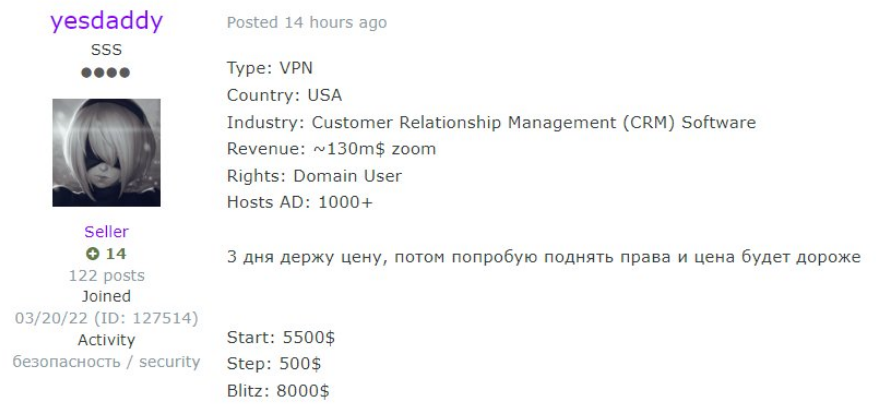 yesdaddy
SSS
Seller
14
122 posts
Joined
03/20/22 (ID: 127514)
Activity
безопасность / security
Posted 14 hours ago
Type: VPN
Country: USA
Industry: Customer Relationship Management (CRM) Software
Revenue: ~130m$ zoom
Rights: Domain User
Hosts AD: 1000+
3 дня держу цену, потом попробую поднять права и цена будет дороже
Start: 5500$
Step: 500$
Blitz: 8000$